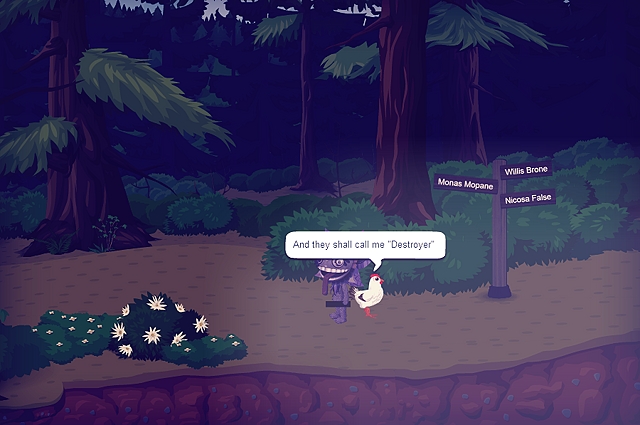 Willis Brone
Monas Mopane
Nicosa False
And they shall call me "Destroyer"